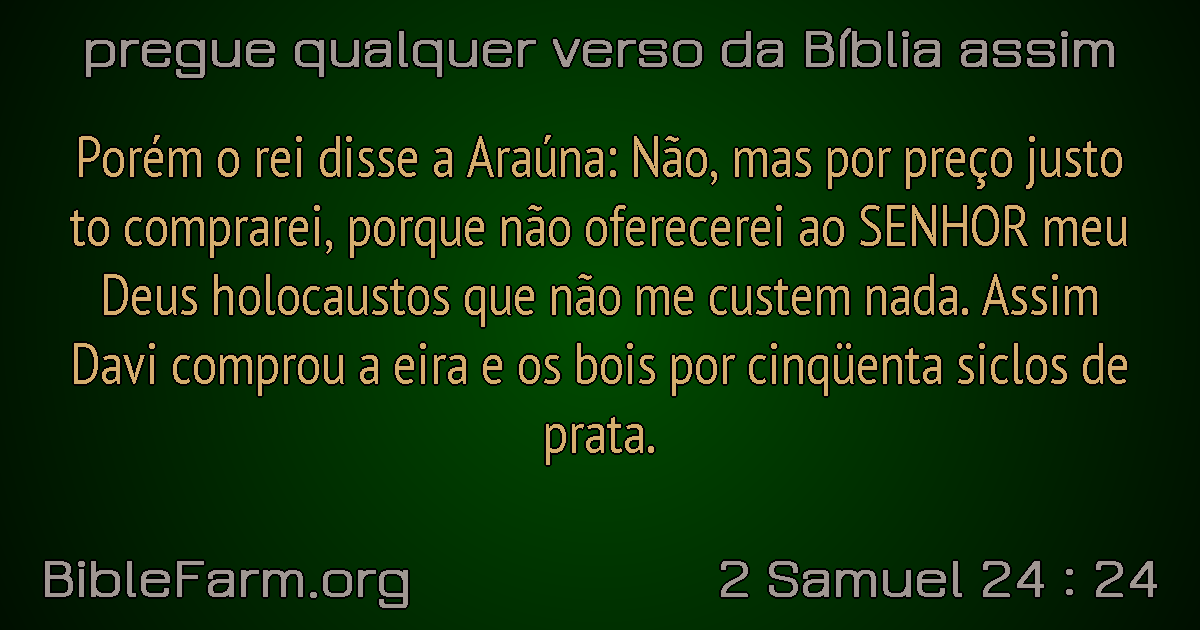 pregue qualquer verso da Bíblia assim
Porém o rei disse a Araúna: Não, mas por preço justo
to comprarei, porque não oferecerei ao SENHOR meu
Deus holocaustos que não me custem nada. Assim
Davi comprou a eira e os bois por cinqüenta siclos de
prata.
BibleFarm.org
2 Samuel 24 : 24